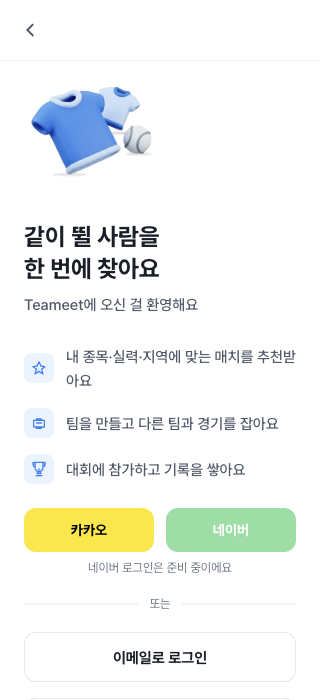 같이 뛸 사람을
한 번에 찾아요
Teameet에 오신 걸 환영해요
내 종목·실력·지역에 맞는 매치를 추천받
아요
팀을 만들고 다른 팀과 경기를 잡아요
대회에 참가하고 기록을 쌓아요
카카오
네이버
네이버 로그인은 준비 중이에요
또는
이메일로 로그인